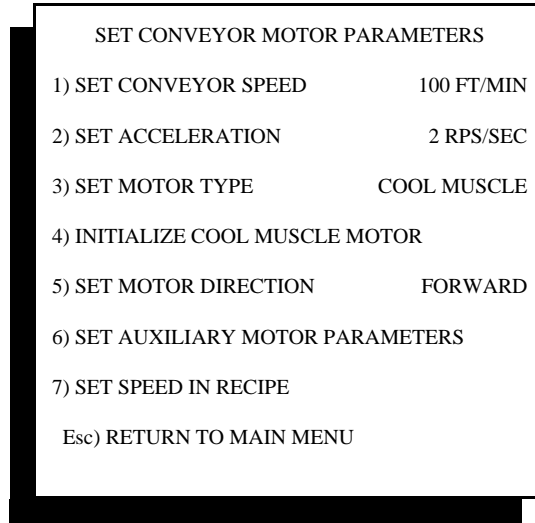 SET CONVEYOR MOTOR PARAMETERS
1) SET CONVEYOR SPEED 100 FT/MIN
2) SET ACCELERATION 2 RPS/SEC
3) SET MOTOR TYPE COOL MUSCLE
4) INITIALIZE COOL MUSCLE MOTOR
5) SET MOTOR DIRECTION FORWARD
6) SET AUXILIARY MOTOR PARAMETERS
7) SET SPEED IN RECIPE
Esc) RETURN TO MAIN MENU